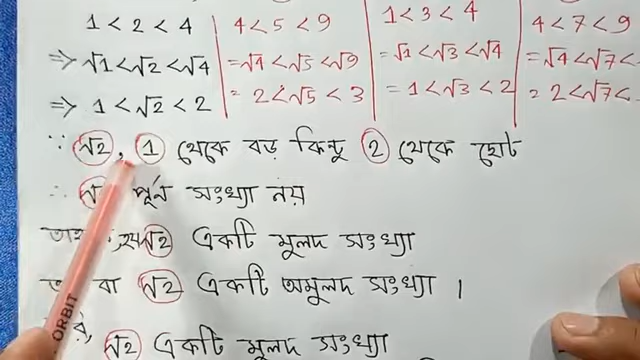 1 < 2 < 4 | 4 < 5 < 9 | 1 < 3 < 4 | 4 < 7 < 9
⇒ √1 < √2 < √4 | = √4 < √5 < √9 | = √1 < √3 < √4 | = √4 < √7 <
⇒ 1 < √2 < 2 | = 2 < √5 < 3 | = 1 < √3 < 2 | = 2 < √7 <
∵ √2, 1 থেকে বড় কিন্তু 2 থেকে ছোট
∴ পূর্ন সংখ্যা নয়
√2 একটি মূলদ সংখ্যা
বা √2 একটি অমূলদ সংখ্যা।
√2 একটি মূলদ সংখ্যা
ORBIT